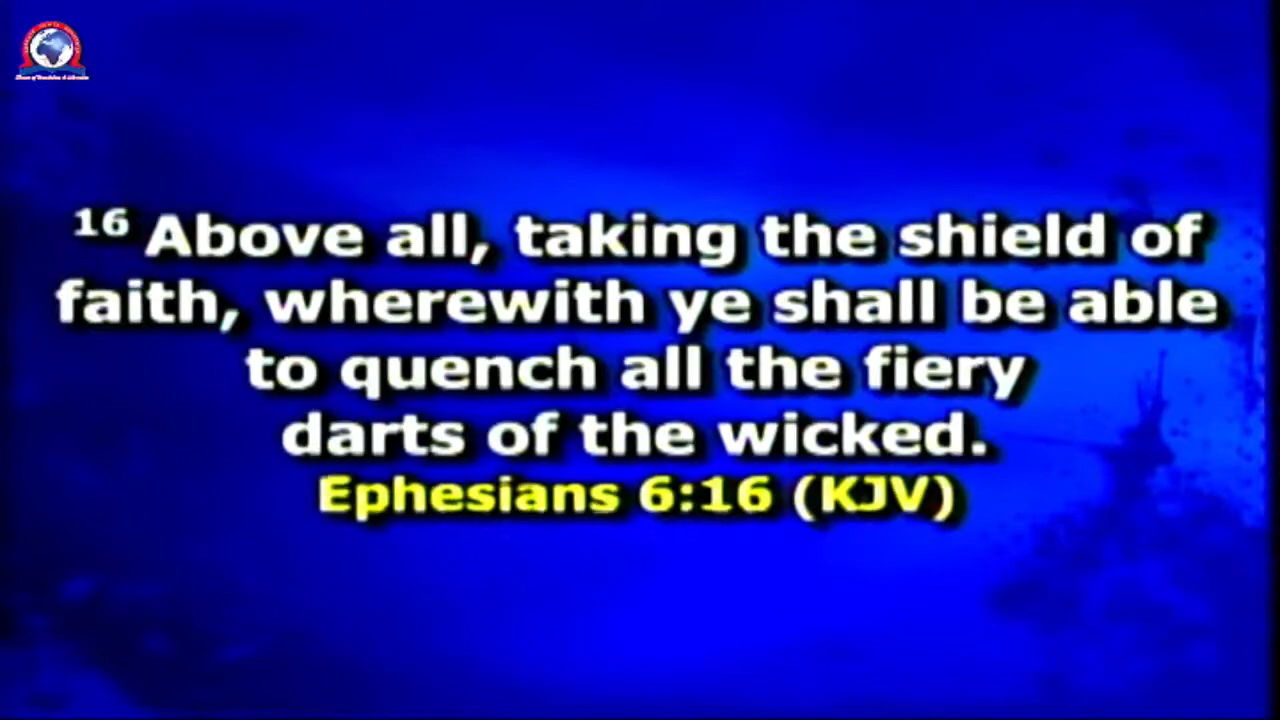 16 Above all, taking the shield of
faith, wherewith ye shall be able
to quench all the fiery
darts of the wicked.
Ephesians 6:16 (KJV)